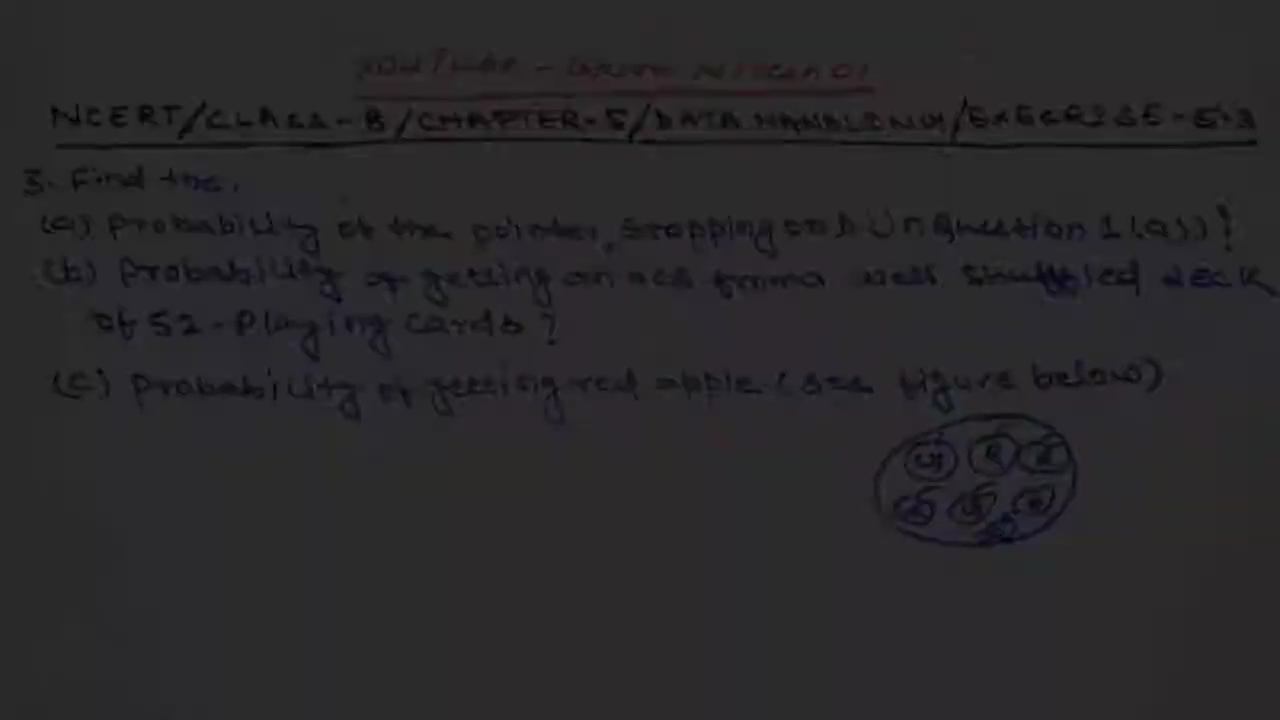 NCERT/CLASS-8/CHAPTER-5/DATA HANDLING/EXERCISE-5.3
3. Find the.
(a) Probability of the pointer stopping on D in Question 1(a))?
(b) Probability of getting an ace from a well shuffled deck
of 52-Playing cards?
(c) Probability of getting red apple (see figure below)